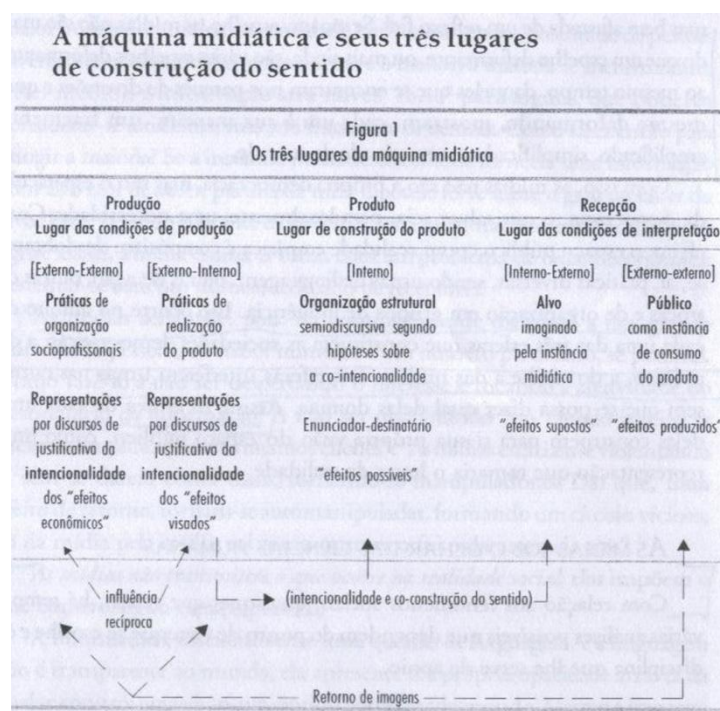 A máquina midiática e seus três lugares
de construção do sentido
Figura 1
Os três lugares da máquina midiática
Produção
Lugar das condições de produção
[Externo-Externo]
Práticas de
organização
socioprofissionais
Representações
por discursos de
justificativa da
intencionalidade
dos "efeitos
econômicos"
[Externo-Interno]
Práticas de
realização
do produto
Representações
por discursos de
justificativa da
intencionalidade
dos "efeitos
visados"
Produto
Lugar de construção do produto
[Interno]
Organização estrutural
semiodiscursiva segundo
hipóteses sobre
a co-intencionalidade
Enunciador-destinatário
"efeitos possíveis"
Recepção
Lugar das condições de interpretação
[Interno-Externo]
Alvo
imaginado
pela instância
midiática
"efeitos supostos"
[Externo-externo]
Público
como instância
de consumo
do produto
"efeitos produzidos"
influência
recíproca
(intencionalidade e co-construção do sentido)
Retorno de imagens